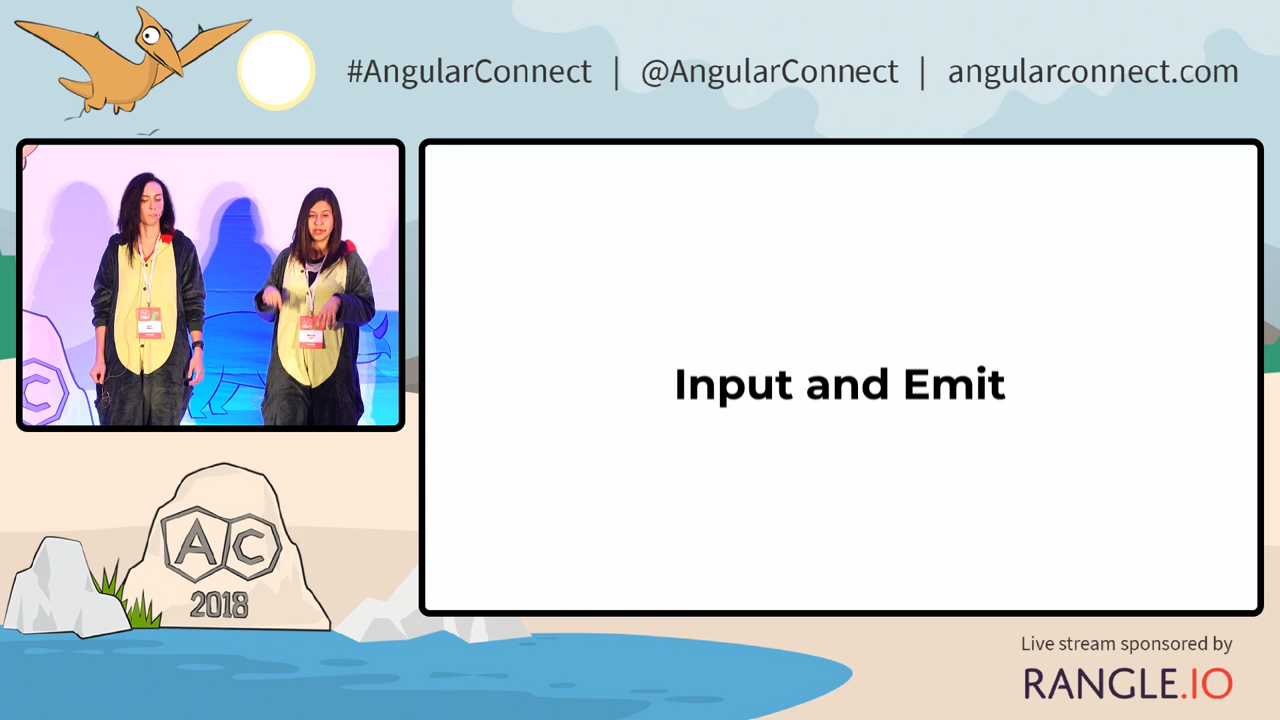 #AngularConnect | @AngularConnect | angularconnect.com
Input and Emit
AC
2018
C
Live stream sponsored by
RANGLE.IO